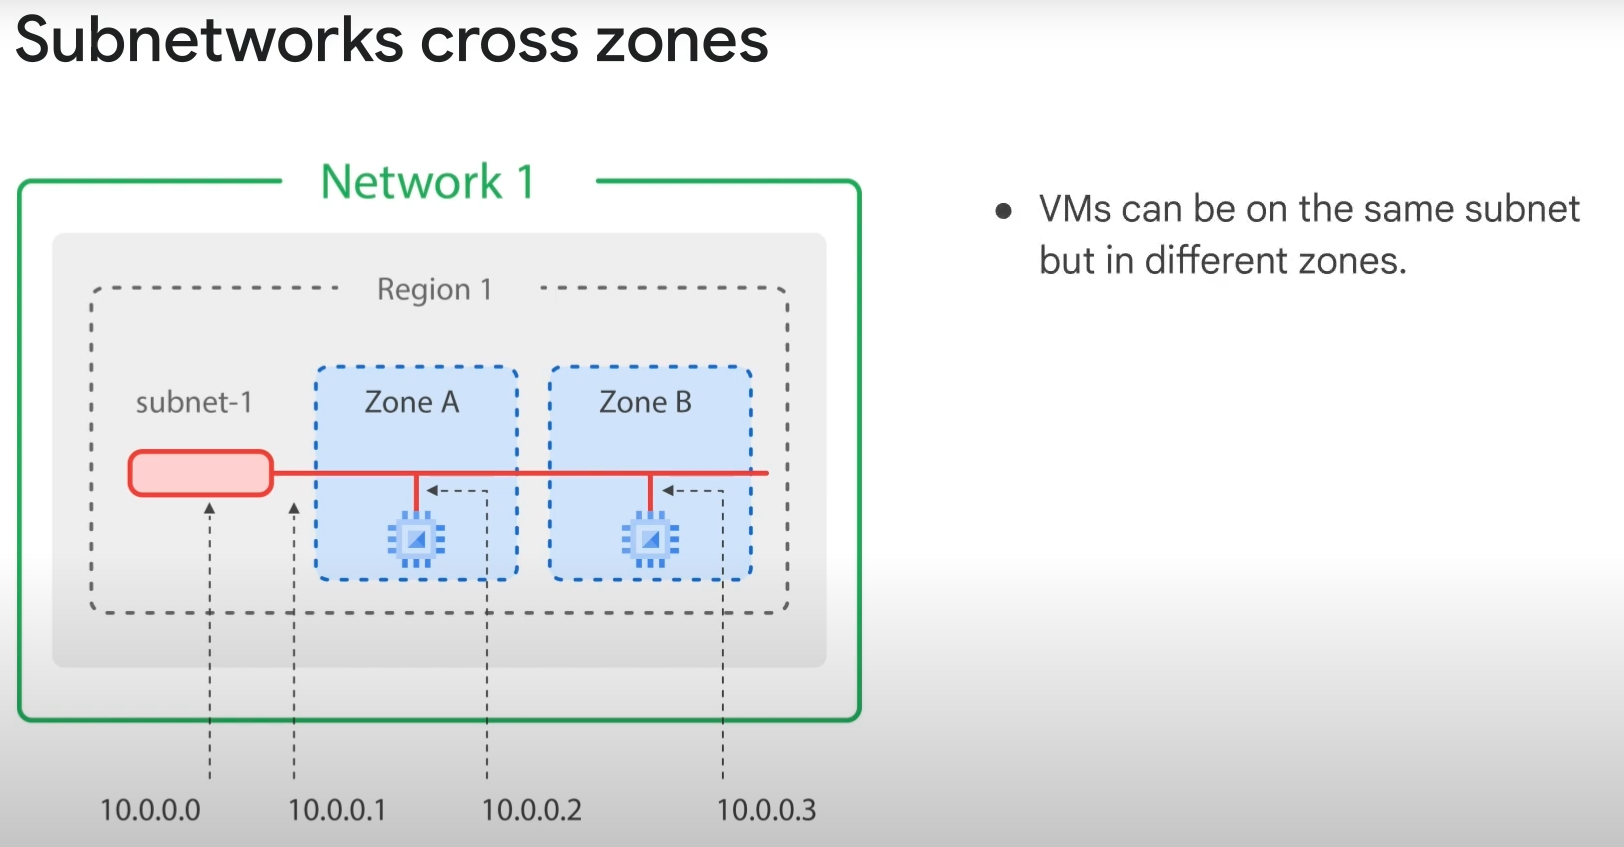 Subnetworks cross zones
Network 1
Region 1
subnet-1
Zone A
Zone B
10.0.0.0
10.0.0.1
10.0.0.2
10.0.0.3
● VMs can be on the same subnet
but in different zones.